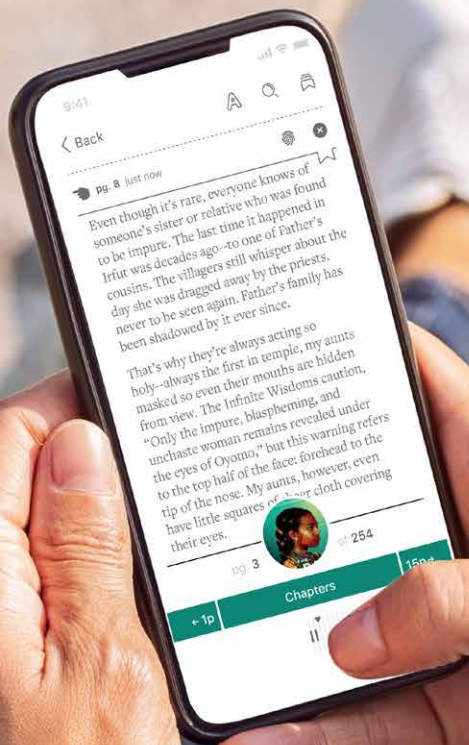 9:41
Back
pg. 8 just now
Even though it's rare, everyone knows of
someone's sister or relative who was found
to be impure. The last time it happened in
Irfut was decades ago--to one of Father's
cousins. The villagers still whisper about the
day she was dragged away by the priests,
never to be seen again. Father's family has
been shadowed by it ever since.
That's why they're always acting so
holy--always the first in temple, my aunts
masked so even their mouths are hidden
from view. The Infinite Wisdoms caution,
"Only the impure, blaspheming, and
unchaste woman remains revealed under
the eyes of Oyomo," but this warning refers
to the top half of the face: forehead to the
tip of the nose. My aunts, however, even
have little squares of sheer cloth covering
their eyes.
pg. 3 of 254
← 1p Chapters